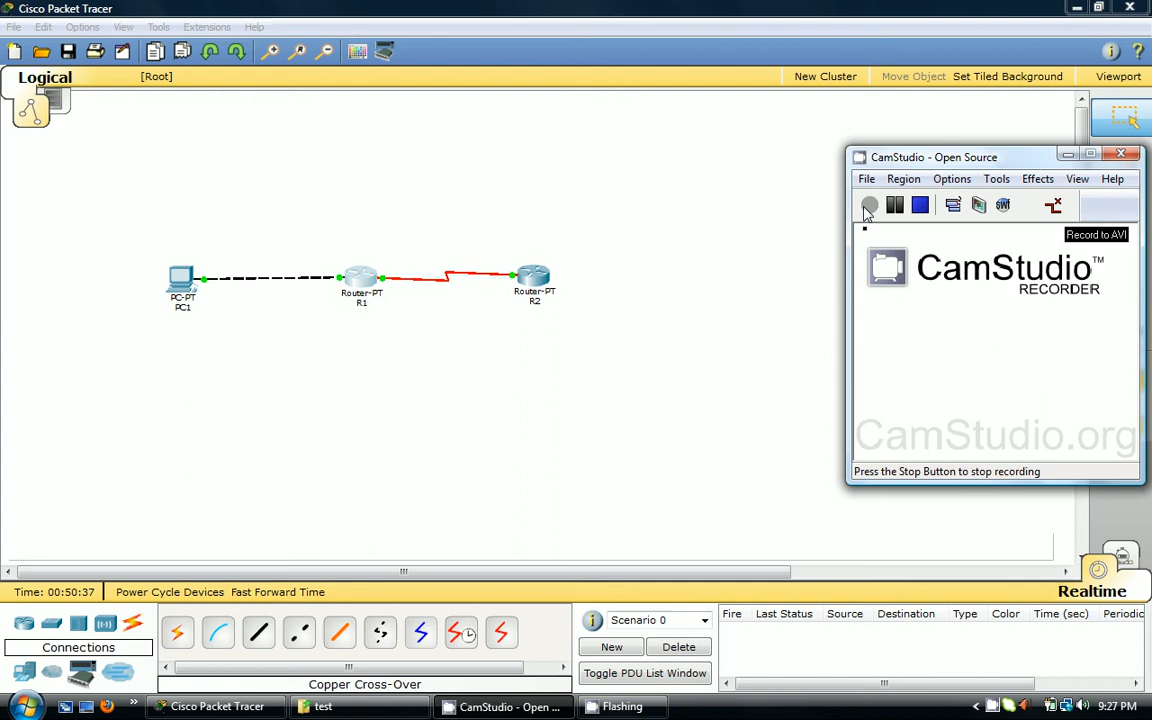 Cisco Packet Tracer
File Edit Options View Tools Extensions Help
Logical [Root] New Cluster Move Object Set Tiled Background Viewport
CamStudio - Open Source
File Region Options Tools Effects View Help
SWF
Record to AVI
CamStudio™
RECORDER
PC-PT
PC1
Router-PT
R1
Router-PT
R2
CamStudio.org
Press the Stop Button to stop recording
Time: 00:50:37 Power Cycle Devices Fast Forward Time Realtime
Scenario 0
Fire Last Status Source Destination Type Color Time (sec) Periodic
New Delete
Connections
Toggle PDU List Window
Copper Cross-Over
Cisco Packet Tracer test CamStudio - Open ... Flashing 9:27 PM